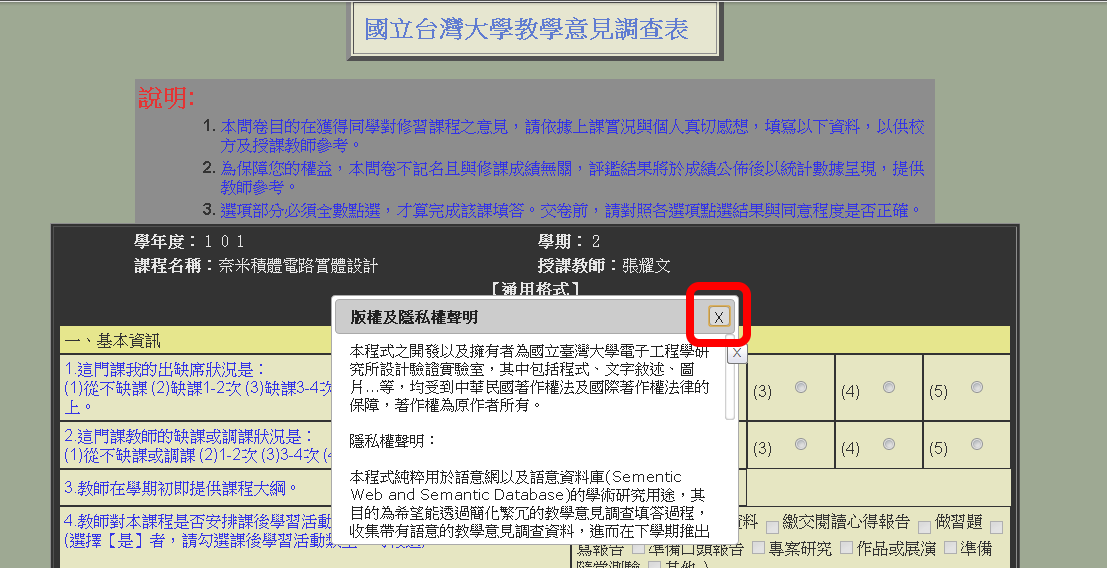 國立台灣大學教學意見調查表
說明:
1. 本問卷目的在獲得同學對修習課程之意見，請依據上課實況與個人真切感想，填寫以下資料，以供校
方及授課教師參考。
2. 為保障您的權益，本問卷不記名且與修課成績無關，評鑑結果將於成績公佈後以統計數據呈現，提供
教師參考。
3. 選項部分必須全數點選，才算完成該課填答。交卷前，請對照各選項點選結果與同意程度是否正確。
學年度：１０１ 學期：２
課程名稱：奈米積體電路實體設計 授課教師：張耀文
【通用格式】
版權及隱私權聲明 X
本程式之開發以及擁有者為國立臺灣大學電子工程學研
究所設計驗證實驗室，其中包括程式、文字敘述、圖
片...等，均受到中華民國著作權法及國際著作權法律的
保障，著作權為原作者所有。
隱私權聲明：
本程式純粹用於語意網以及語意資料庫(Sementic
Web and Semantic Database)的學術研究用途，其
目的為希望能透過簡化繁冗的教學意見調查填答過程，
收集帶有語意的教學意見調查資料，進而在下學期推出
X
一、基本資訊
1.這門課我的出缺席狀況是：
(1)從不缺課 (2)缺課1-2次 (3)缺課3-4次
上。
(3) (4) (5)
2.這門課教師的缺課或調課狀況是：
(1)從不缺課或調課 (2)1-2次 (3)3-4次
(3) (4) (5)
3.教師在學期初即提供課程大綱。
4.教師對本課程是否安排課後學習活動
(選擇【是】者，請勾選課後學習活動
料 繳交閱讀心得報告 做習題
寫報告 準備口頭報告 專案研究 作品或展演 準備
隨堂測驗 其他 )